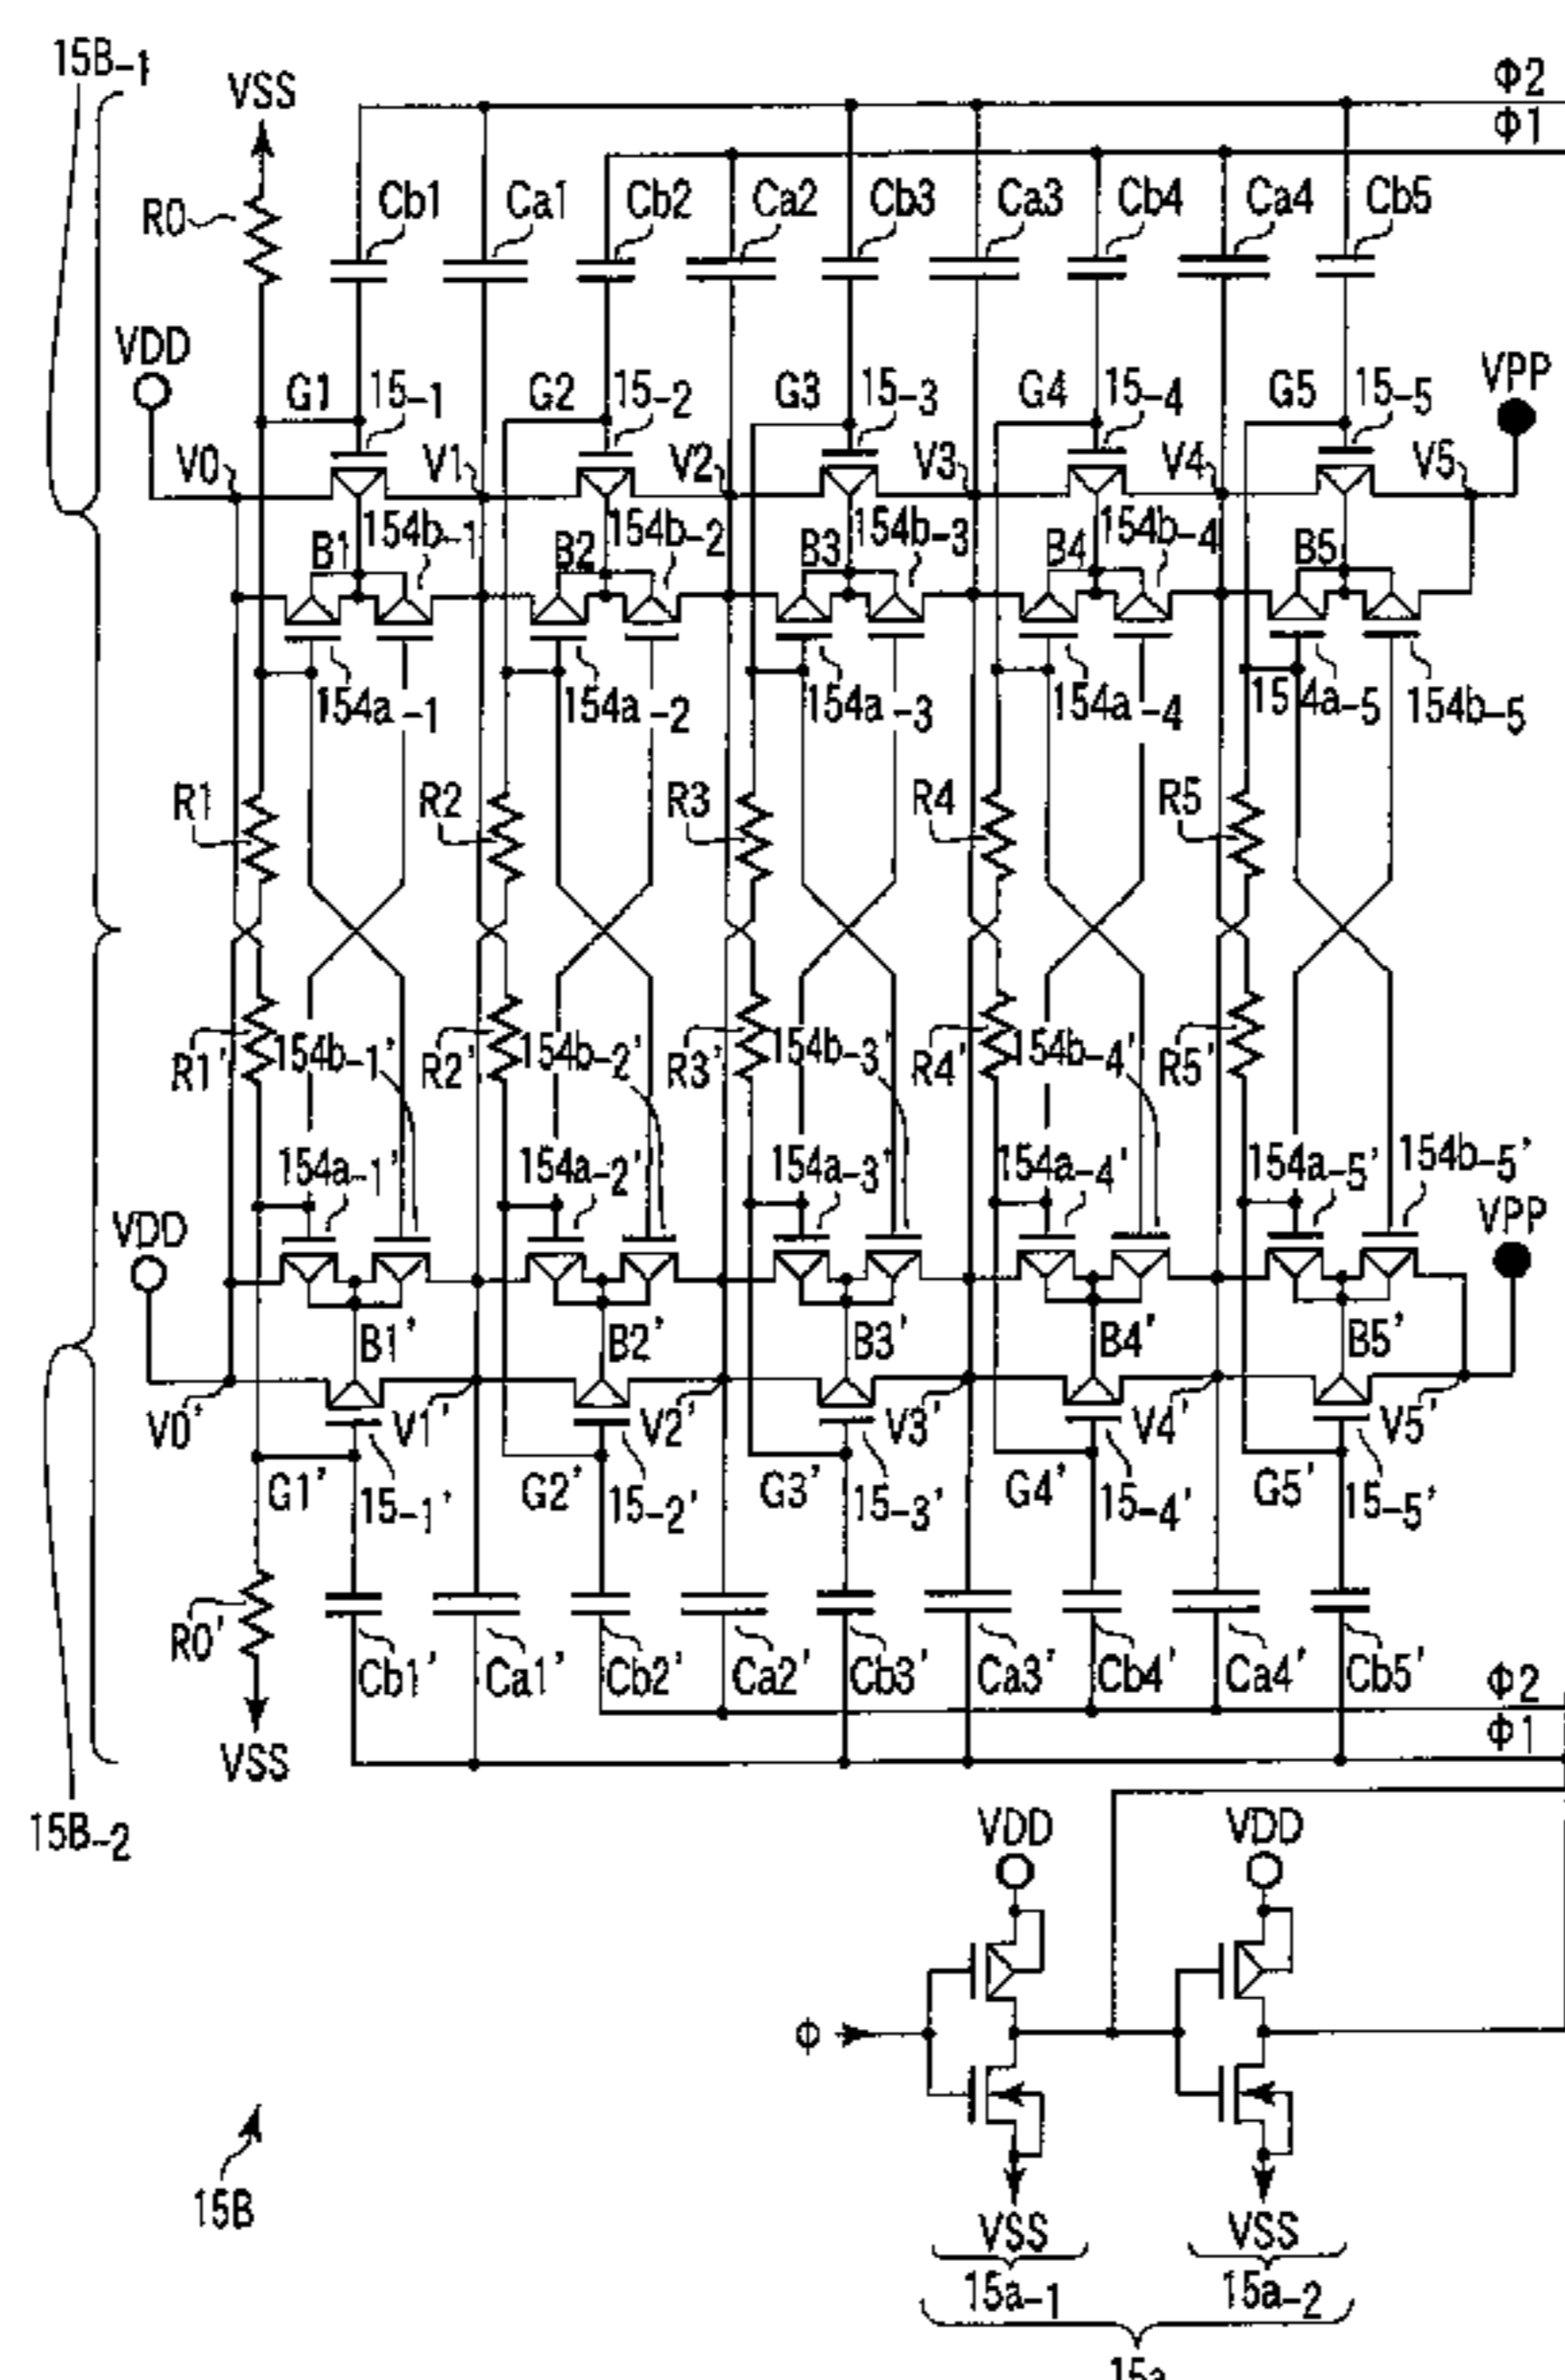 15B-1
VSS
Φ2
Φ1
R0
Cb1 Ca1 Cb2 Ca2 Cb3 Ca3 Cb4 Ca4 Cb5
VDD
G1 15-1 G2 15-2 G3 15-3 G4 15-4 G5 15-5
VPP
V0 V1 V2 V3 V4 V5
B1 154b-1 B2 154b-2 B3 154b-3 B4 154b-4 B5
154a-1 154a-2 154a-3 154a-4 154a-5 154b-5
R1 R2 R3 R4 R5
R1' 154b-1' R2' 154b-2' R3' 154b-3' R4' 154b-4' R5'
154a-1' 154a-2' 154a-3' 154a-4' 154a-5' 154b-5'
VDD
VPP
B1' B2' B3' B4' B5'
V0' V1' V2' V3' V4' V5'
G1' 15-1' G2' 15-2' G3' 15-3' G4' 15-4' G5' 15-5'
R0'
Cb1' Ca1' Cb2' Ca2' Cb3' Ca3' Cb4' Ca4' Cb5'
Φ2
Φ1
VSS
15B-2
VDD VDD
Φ
15B
VSS VSS
15a-1 15a-2
15a